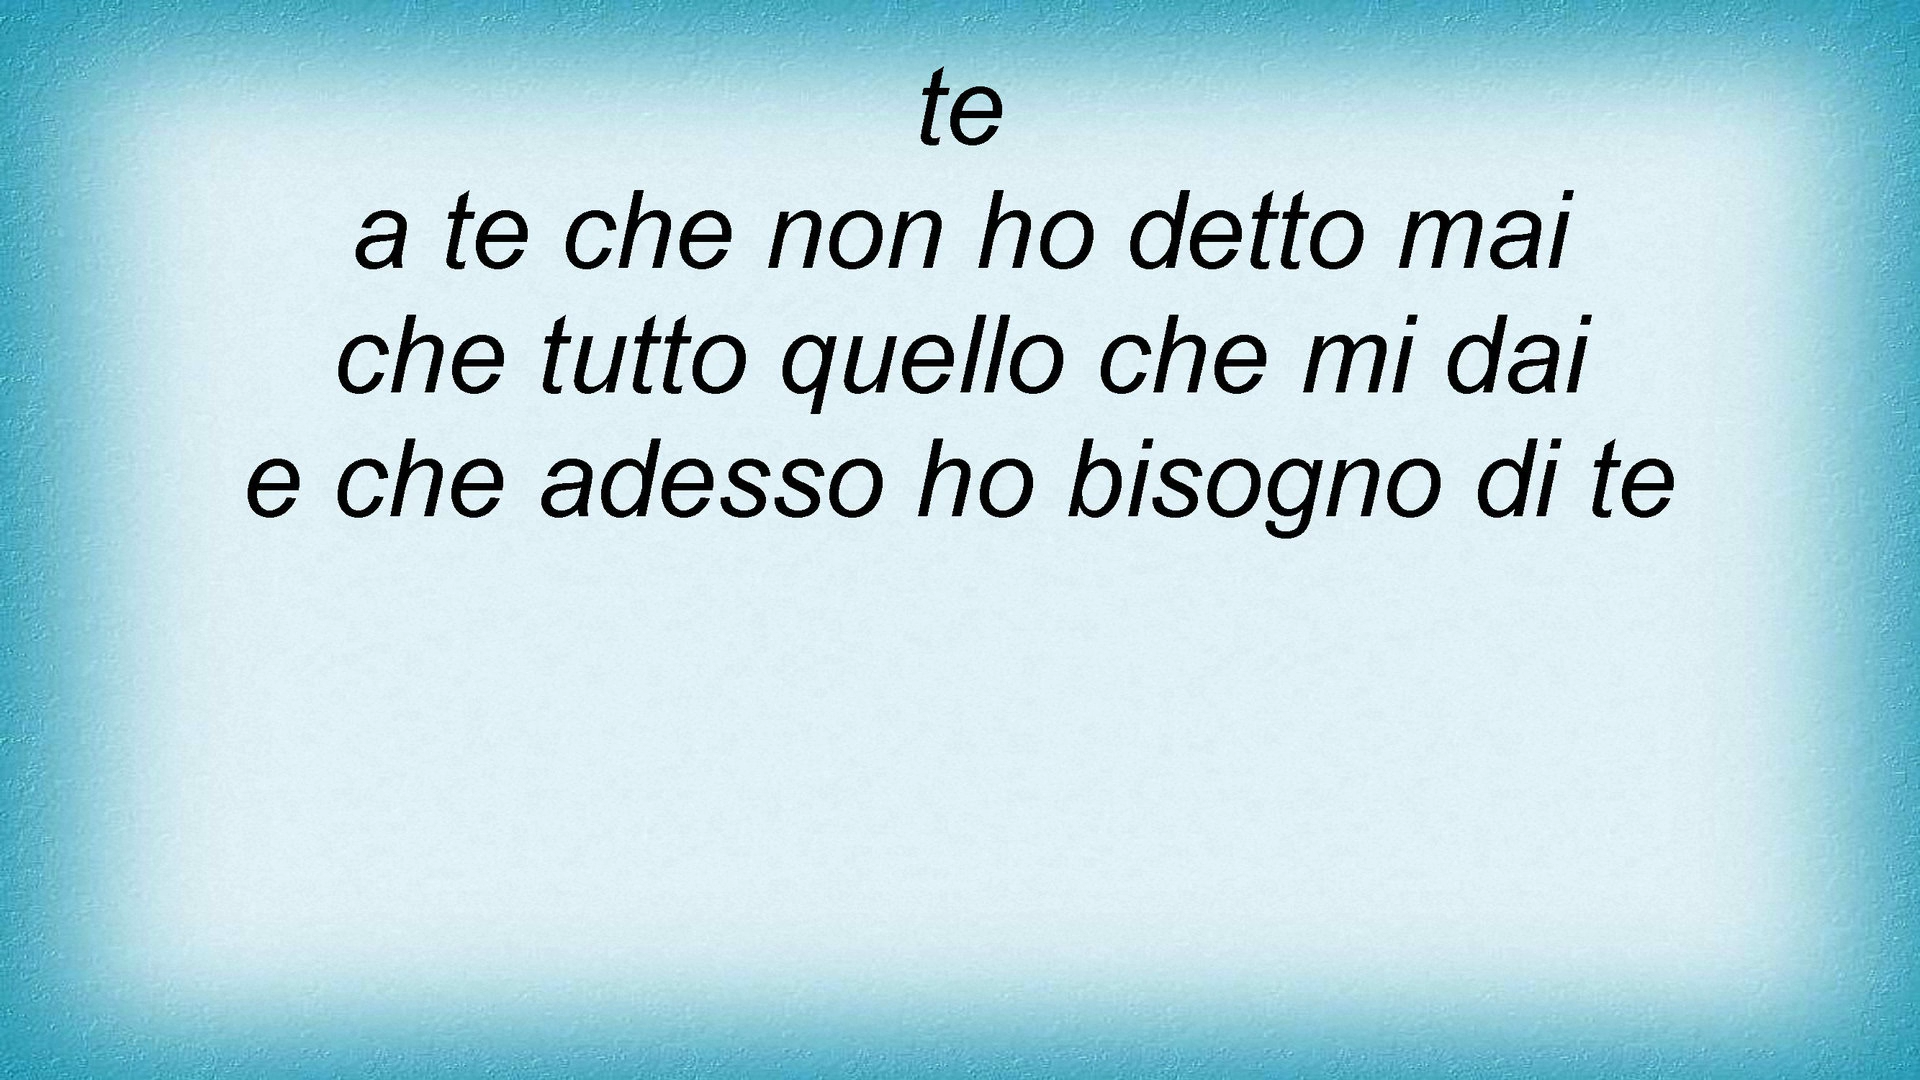 te
a te che non ho detto mai
che tutto quello che mi dai
e che adesso ho bisogno di te